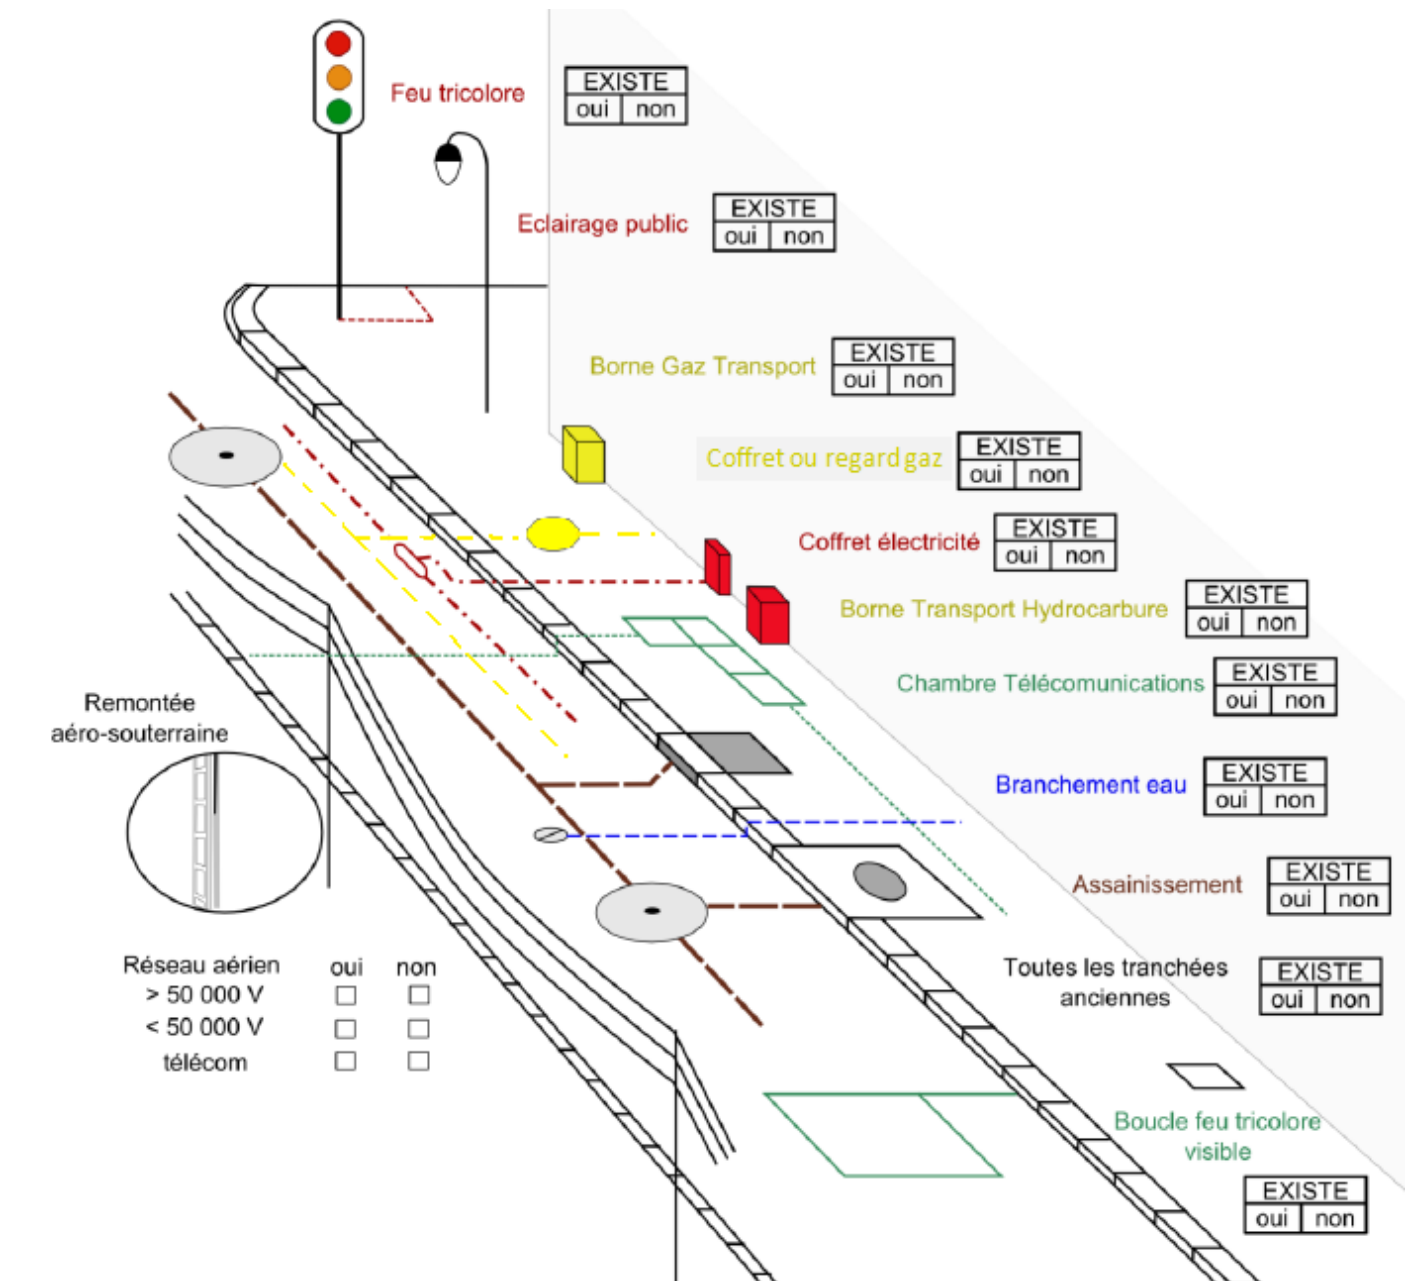 Feu tricolore
EXISTE
oui non
Eclairage public
EXISTE
oui non
Borne Gaz Transport
EXISTE
oui non
Coffret ou regard gaz
EXISTE
oui non
Coffret électricité
EXISTE
oui non
Borne Transport Hydrocarbure
EXISTE
oui non
Chambre Télécomunications
EXISTE
oui non
Remontée
aéro-souterraine
Branchement eau
EXISTE
oui non
Assainissement
EXISTE
oui non
Réseau aérien oui non
> 50 000 V
< 50 000 V
télécom
Toutes les tranchées
anciennes
EXISTE
oui non
Boucle feu tricolore
visible
EXISTE
oui non